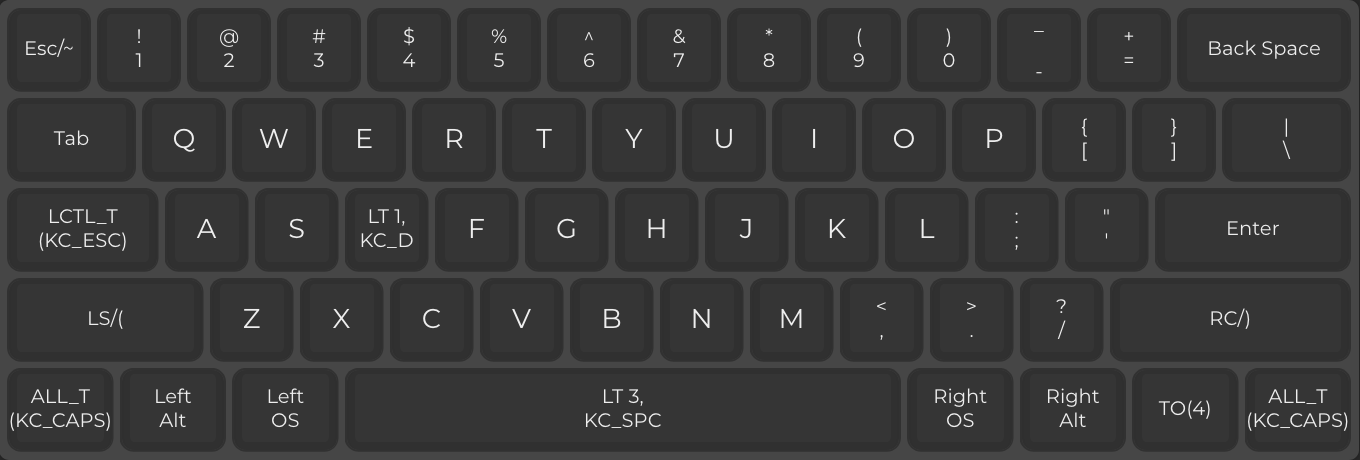 ! @ # $ % ^ & * ( ) _ +
Esc/~ 1 2 3 4 5 6 7 8 9 0 - = Back Space
{ } |
Tab Q W E R T Y U I O P [ ] \
LCTL_T LT 1, : "
(KC_ESC) A S KC_D F G H J K L ; ' Enter
< > ?
LS/( Z X C V B N M , . / RC/)
ALL_T Left Left LT 3, Right Right ALL_T
(KC_CAPS) Alt OS KC_SPC OS Alt TO(4) (KC_CAPS)